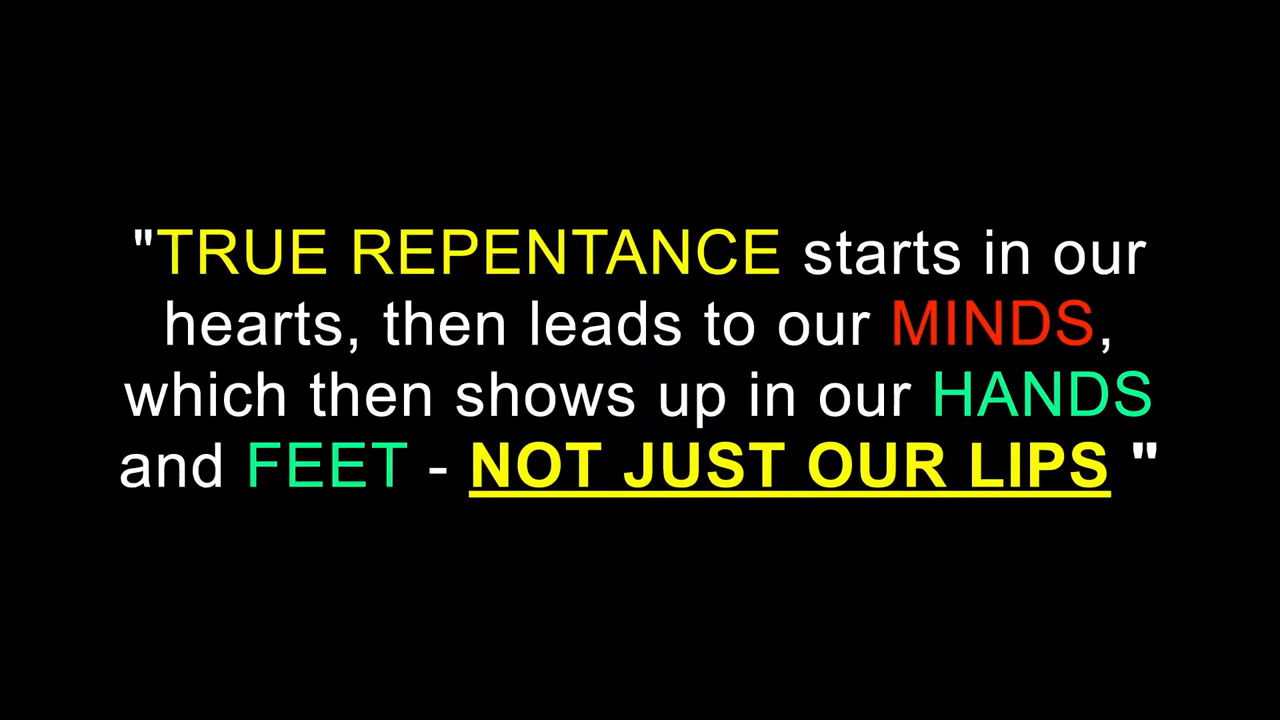 "TRUE REPENTANCE starts in our
hearts, then leads to our MINDS,
which then shows up in our HANDS
and FEET - NOT JUST OUR LIPS "